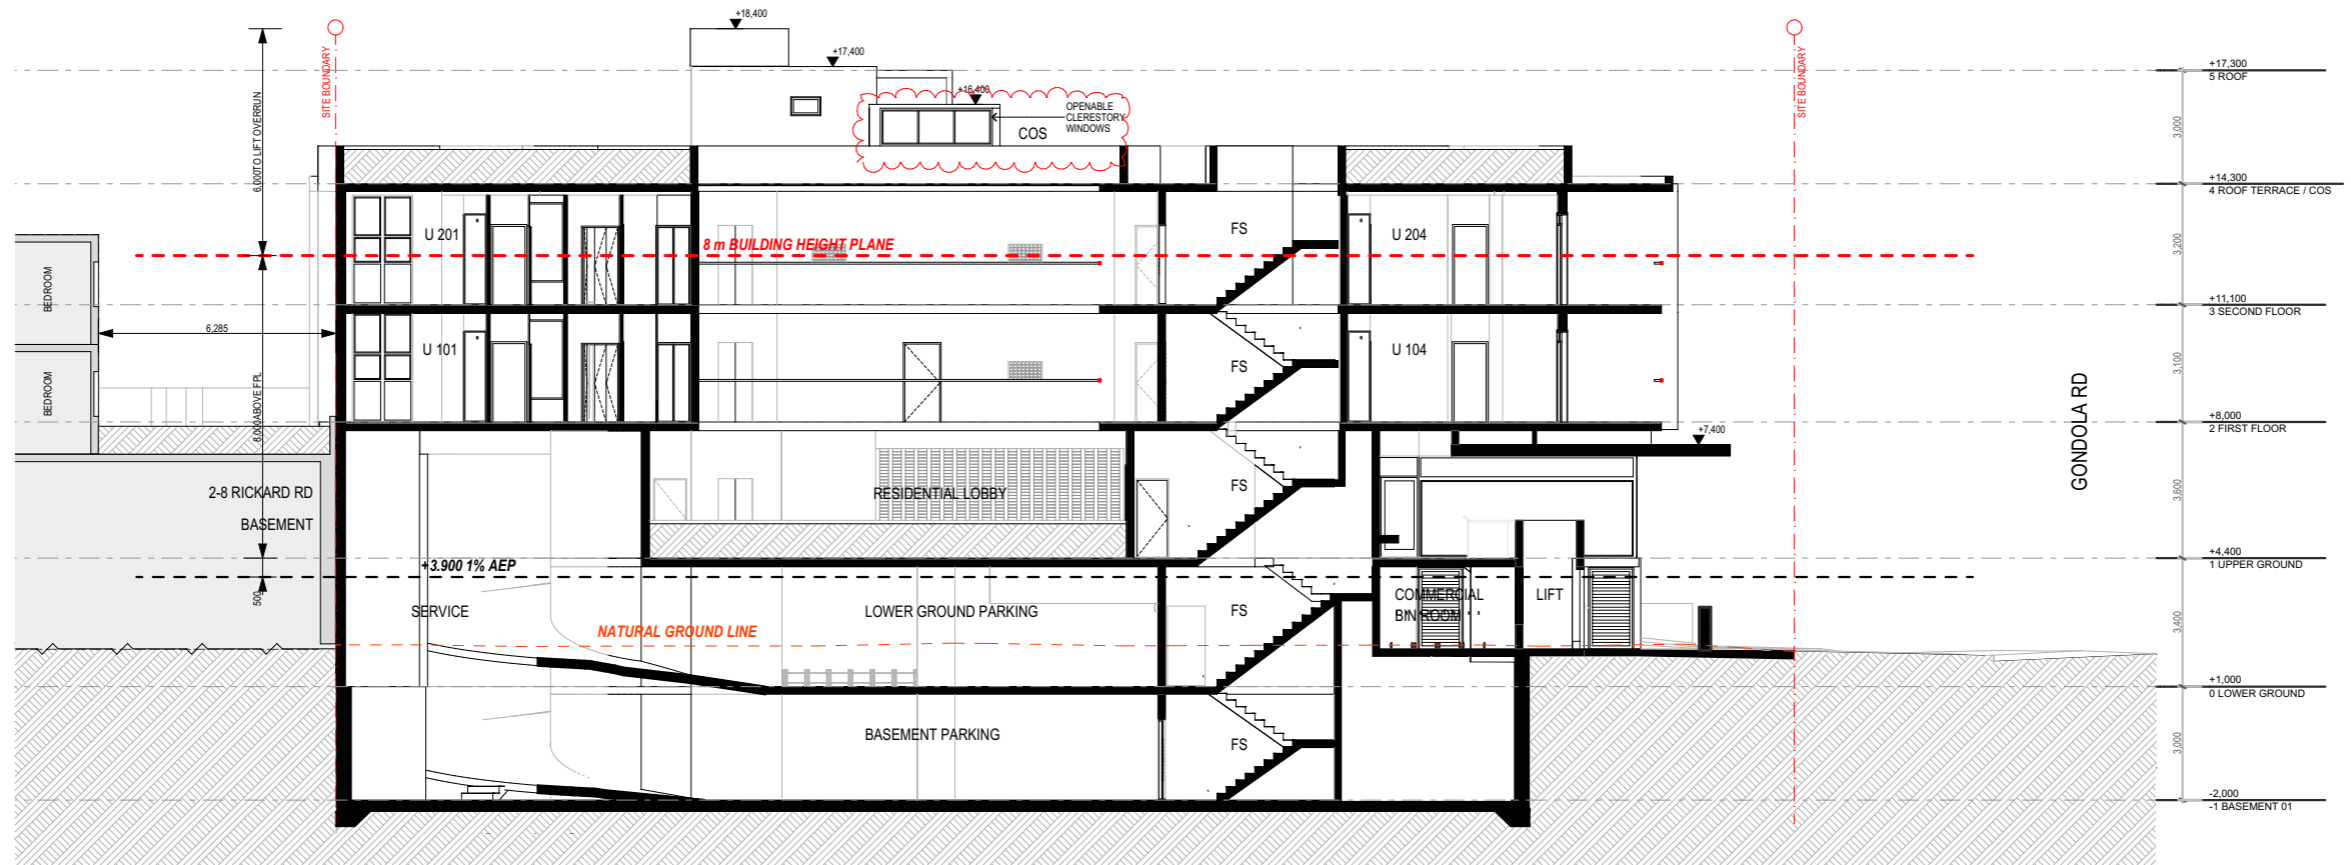 +18,400
+17,400
+17,300
5 ROOF
SITE BOUNDARY
SITE BOUNDARY
6,000TO LIFT OVERRUN
+16,400
OPENABLE
CLERESTORY
WINDOWS
COS
3,000
+14,300
4 ROOF TERRACE / COS
U 201
FS
U 204
8 m BUILDING HEIGHT PLANE
3,200
BEDROOM
+11,100
3 SECOND FLOOR
6,285
U 101
FS
U 104
3,100
BEDROOM
8,000ABOVE FPL
GONDOLA RD
+8,000
2 FIRST FLOOR
+7,400
2-8 RICKARD RD
BASEMENT
RESIDENTIAL LOBBY
FS
3,600
+4,400
1 UPPER GROUND
+3.900 1% AEP
500
SERVICE
LOWER GROUND PARKING
FS
COMMERCIAL
BIN ROOM
LIFT
3,400
NATURAL GROUND LINE
+1,000
0 LOWER GROUND
BASEMENT PARKING
FS
3,000
-2,000
-1 BASEMENT 01